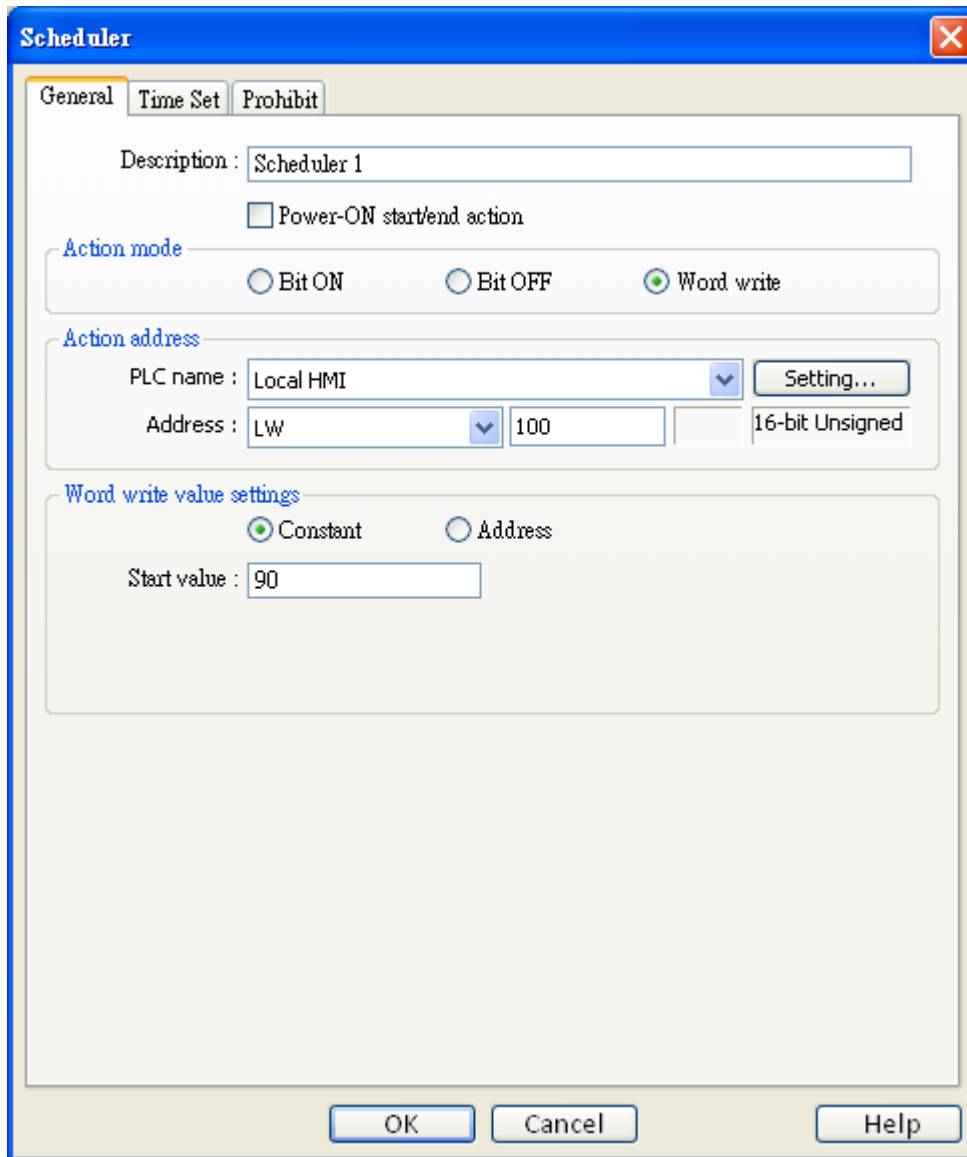 Scheduler
General Time Set Prohibit
Description : Scheduler 1
Power-ON start/end action
Action mode
Bit ON Bit OFF Word write
Action address
PLC name : Local HMI Setting...
Address : LW 100 16-bit Unsigned
Word write value settings
Constant Address
Start value : 90
OK Cancel Help